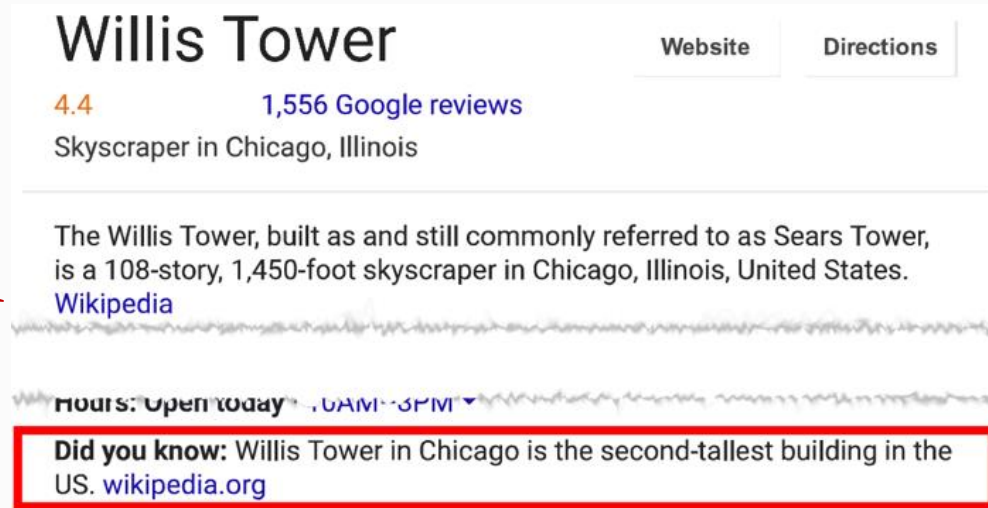 Willis Tower
Website
Directions
4.4
1,556 Google reviews
Skyscraper in Chicago, Illinois
The Willis Tower, built as and still commonly referred to as Sears Tower,
is a 108-story, 1,450-foot skyscraper in Chicago, Illinois, United States.
Wikipedia
Hours: Open today
Did you know: Willis Tower in Chicago is the second-tallest building in the
US. wikipedia.org